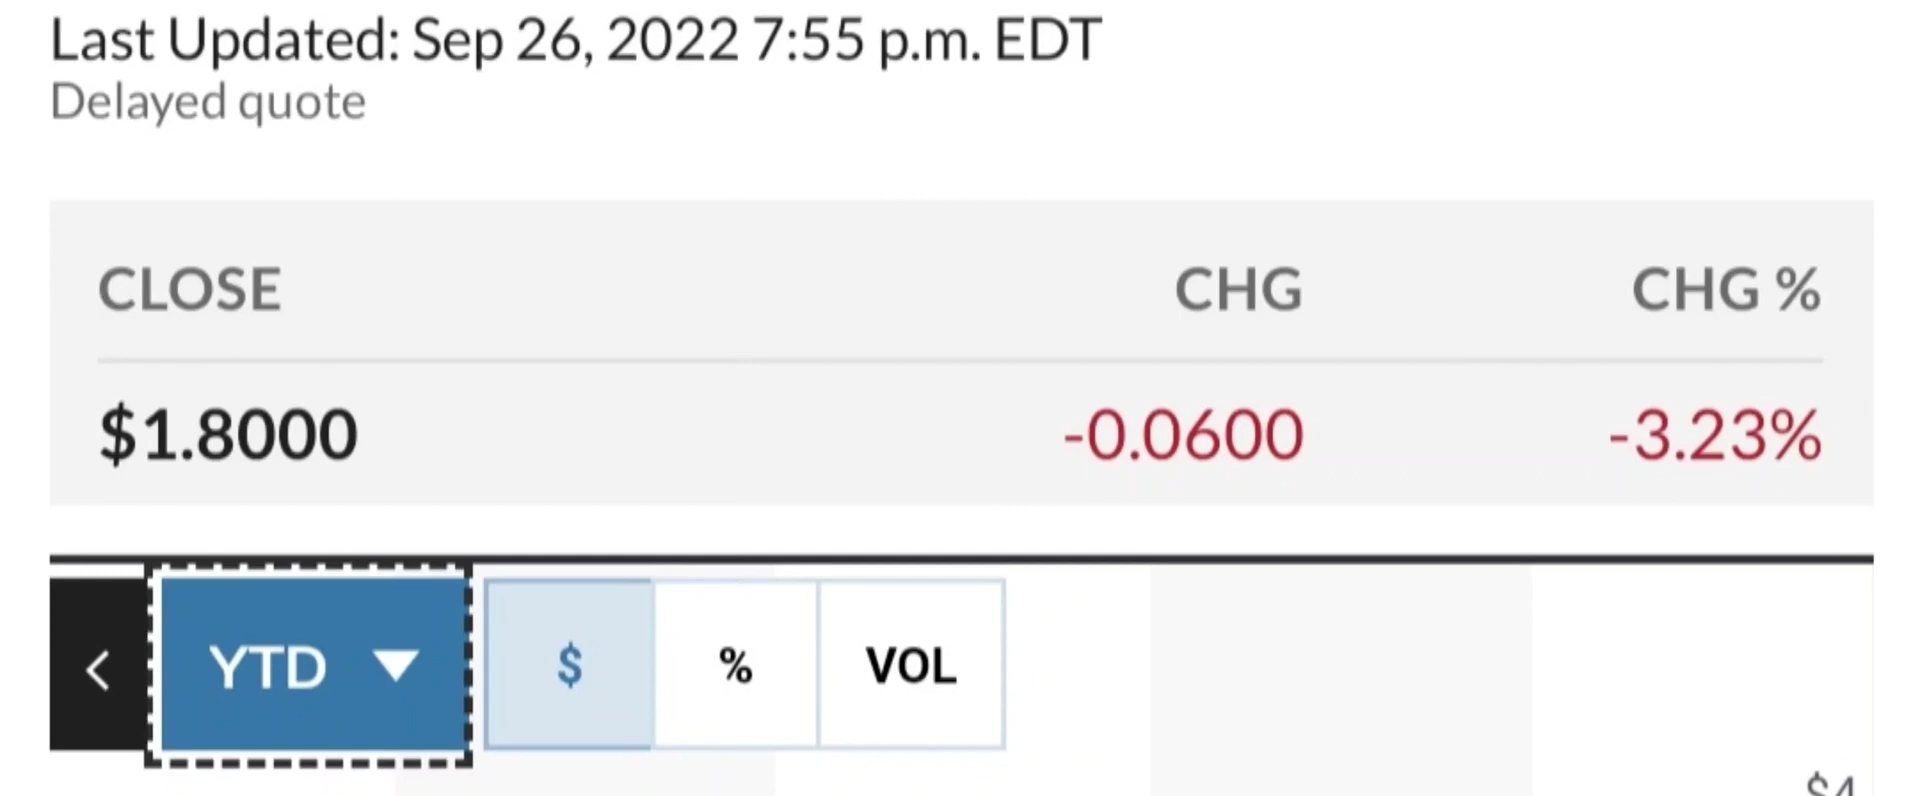 Last Updated: Sep 26, 2022 7:55 p.m. EDT
Delayed quote
CLOSE CHG CHG %
$1.8000 -0.0600 -3.23%
YTD $ % VOL
$4